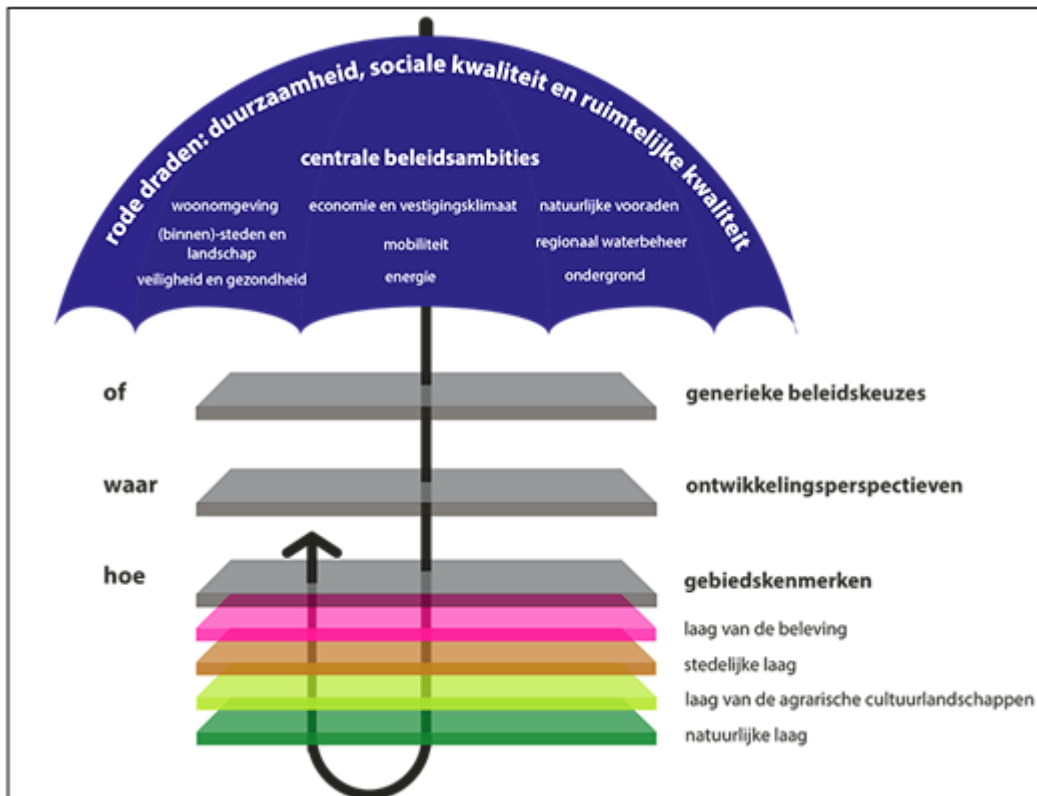 rode draden: duurzaamheid, sociale kwaliteit en ruimtelijke kwaliteit
centrale beleidsambities
woonomgeving
(binnen)-steden en
landschap
veiligheid en gezondheid
economie en vestigingsklimaat
mobiliteit
energie
natuurlijke vooraden
regionaal waterbeheer
ondergrond
of
generieke beleidskeuzes
waar
ontwikkelingsperspectieven
hoe
gebiedskenmerken
laag van de beleving
stedelijke laag
laag van de agrarische cultuurlandschappen
natuurlijke laag